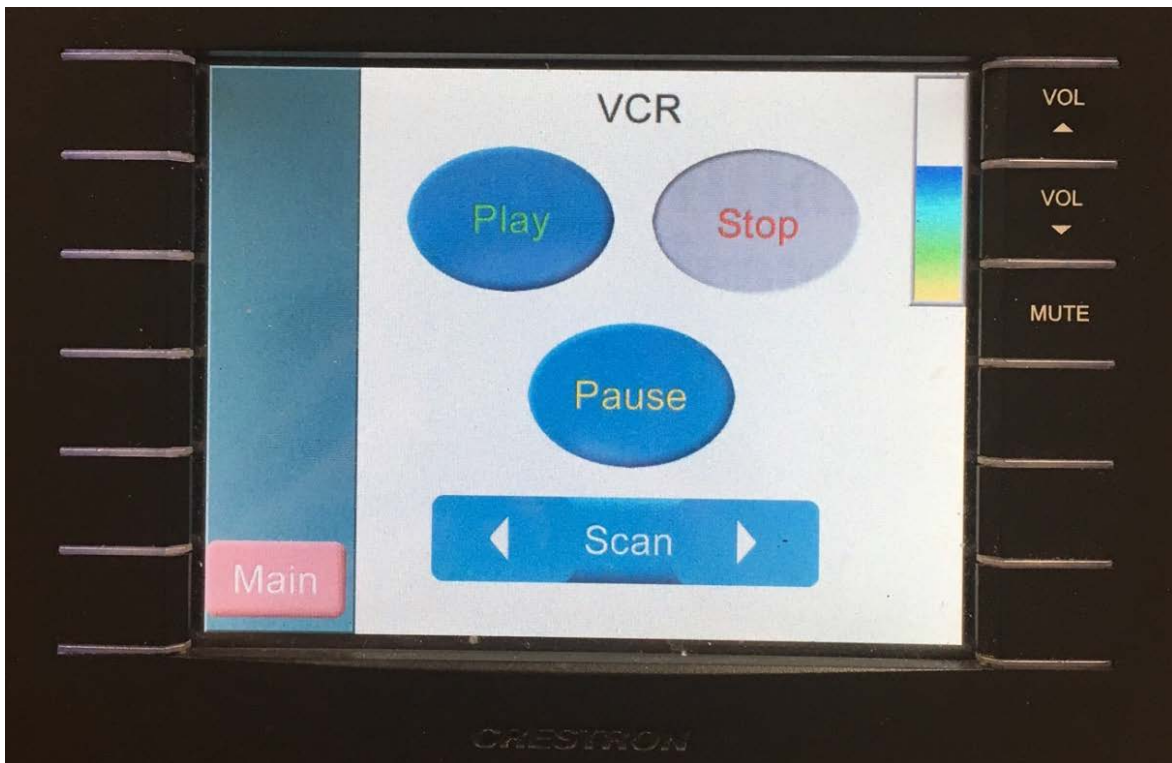 VCR
VOL
Play
Stop
VOL
MUTE
Pause
Scan
Main
CRESTRON